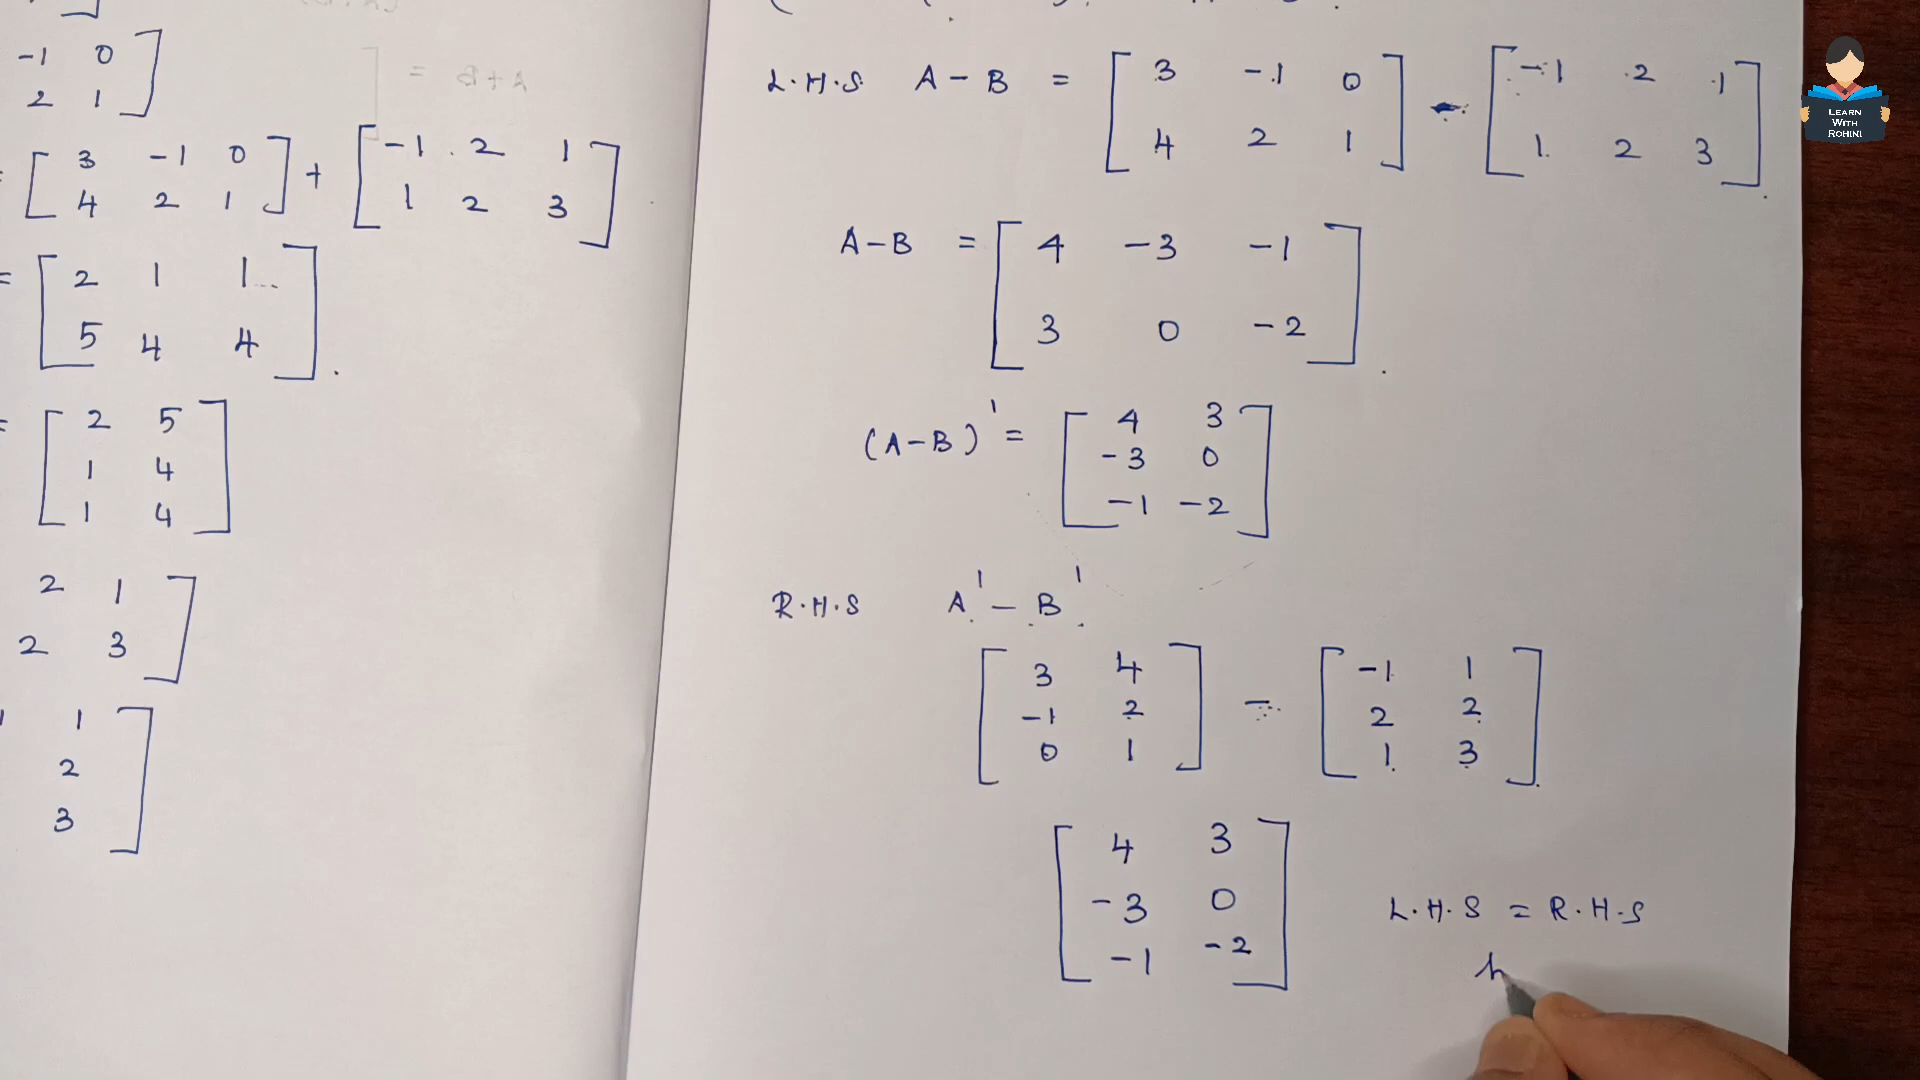 -1 0
2 1
= [ 3 -1 0 ] + [ -1 2 1 ]
4 2 1 1 2 3
= [ 2 1 1 ]
5 4 4
= [ 2 5 ]
1 4
1 4
2 1
2 3
1
2
3
L.H.S A - B = [ 3 -1 0 ] - [ -1 2 1 ]
4 2 1 1 2 3
A - B = [ 4 -3 -1 ]
3 0 -2
(A - B)' = [ 4 3 ]
-3 0
-1 -2
R.H.S A' - B'
[ 3 4 ] - [ -1 1 ]
-1 2 2 2
0 1 1 3
[ 4 3 ]
-3 0
-1 -2
L.H.S = R.H.S
h
LEARN
WITH
ROHINI